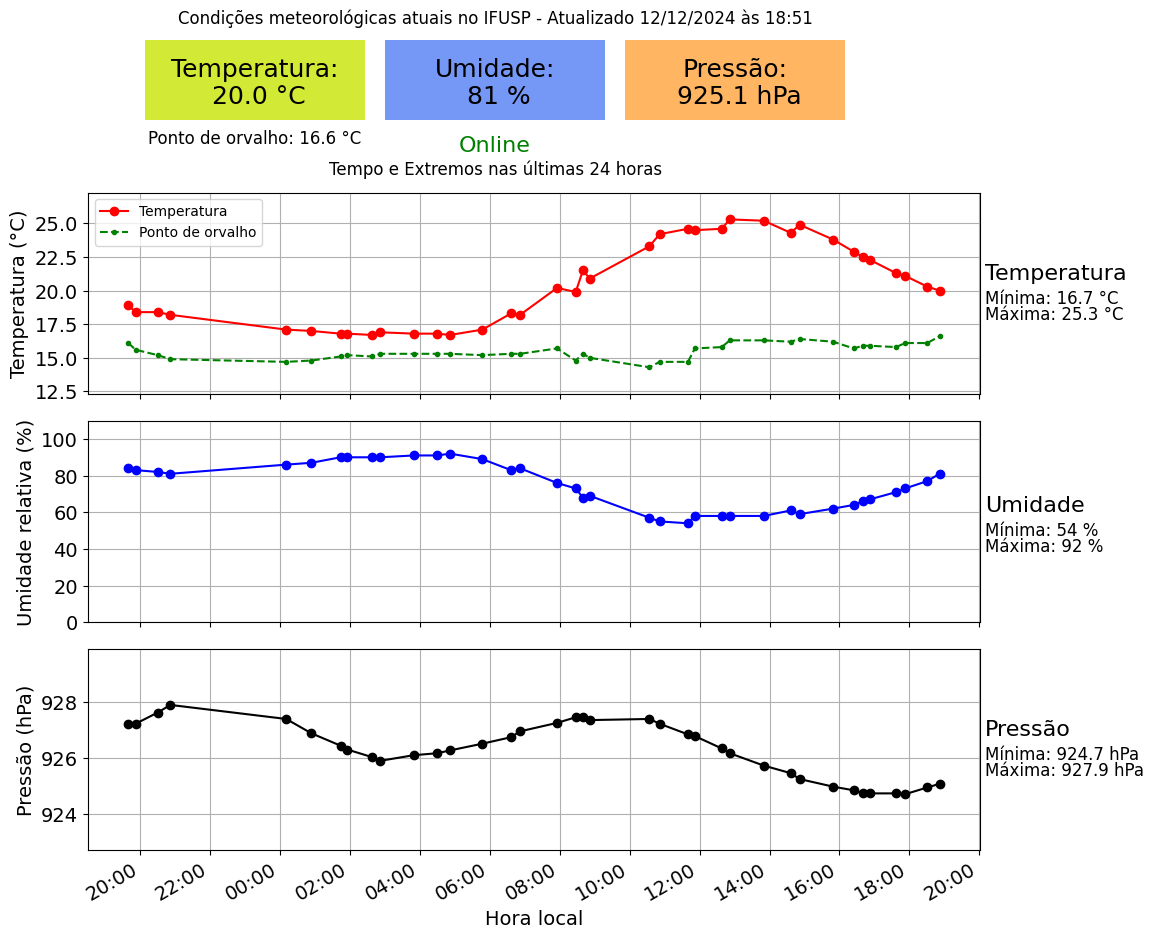 Condições meteorológicas atuais no IFUSP - Atualizado 12/12/2024 às 18:51
Temperatura:
20.0 °C
Umidade:
81 %
Pressão:
925.1 hPa
Ponto de orvalho: 16.6 °C
Online
Tempo e Extremos nas últimas 24 horas
Temperatura (°C)
25.0
22.5
20.0
17.5
15.0
12.5
Temperatura
Ponto de orvalho
Temperatura
Mínima: 16.7 °C
Máxima: 25.3 °C
Umidade relativa (%)
100
80
60
40
20
0
Umidade
Mínima: 54 %
Máxima: 92 %
Pressão (hPa)
928
926
924
Pressão
Mínima: 924.7 hPa
Máxima: 927.9 hPa
20:00
22:00
00:00
02:00
04:00
06:00
08:00
10:00
12:00
14:00
16:00
18:00
20:00
Hora local